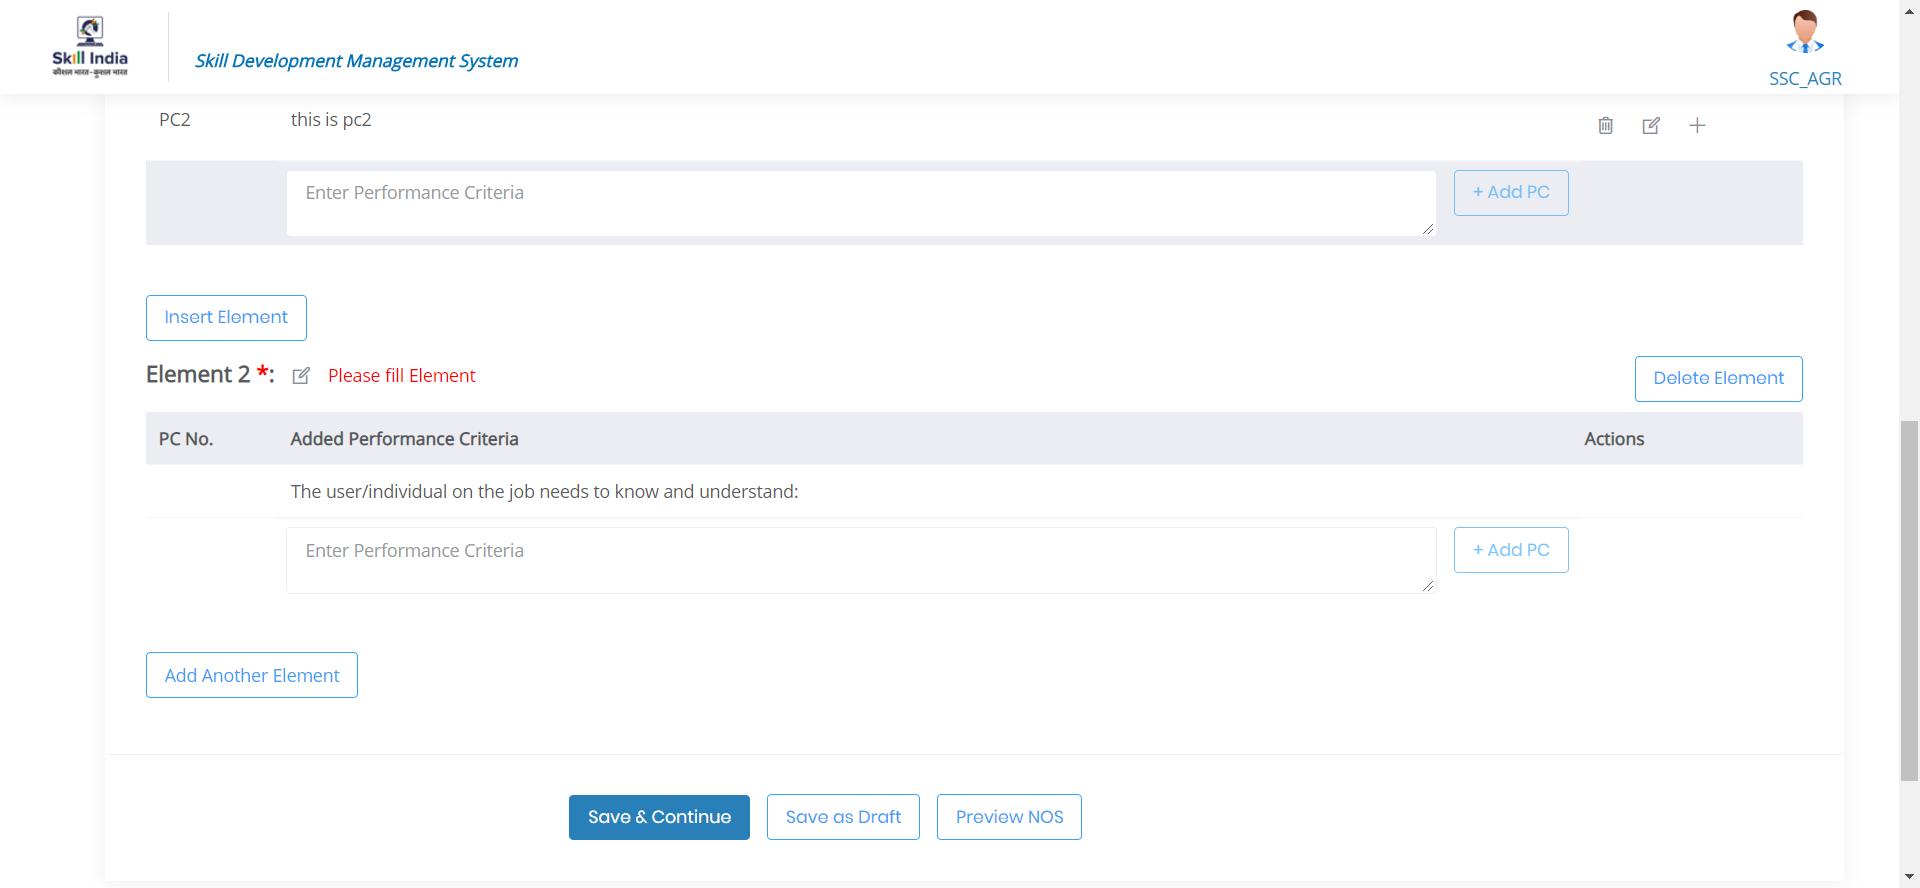 Skill India
कौशल भारत - कुशल भारत
Skill Development Management System
SSC_AGR
PC2 this is pc2
Enter Performance Criteria + Add PC
Insert Element
Element 2 *: Please fill Element Delete Element
PC No. Added Performance Criteria Actions
The user/individual on the job needs to know and understand:
Enter Performance Criteria + Add PC
Add Another Element
Save & Continue Save as Draft Preview NOS